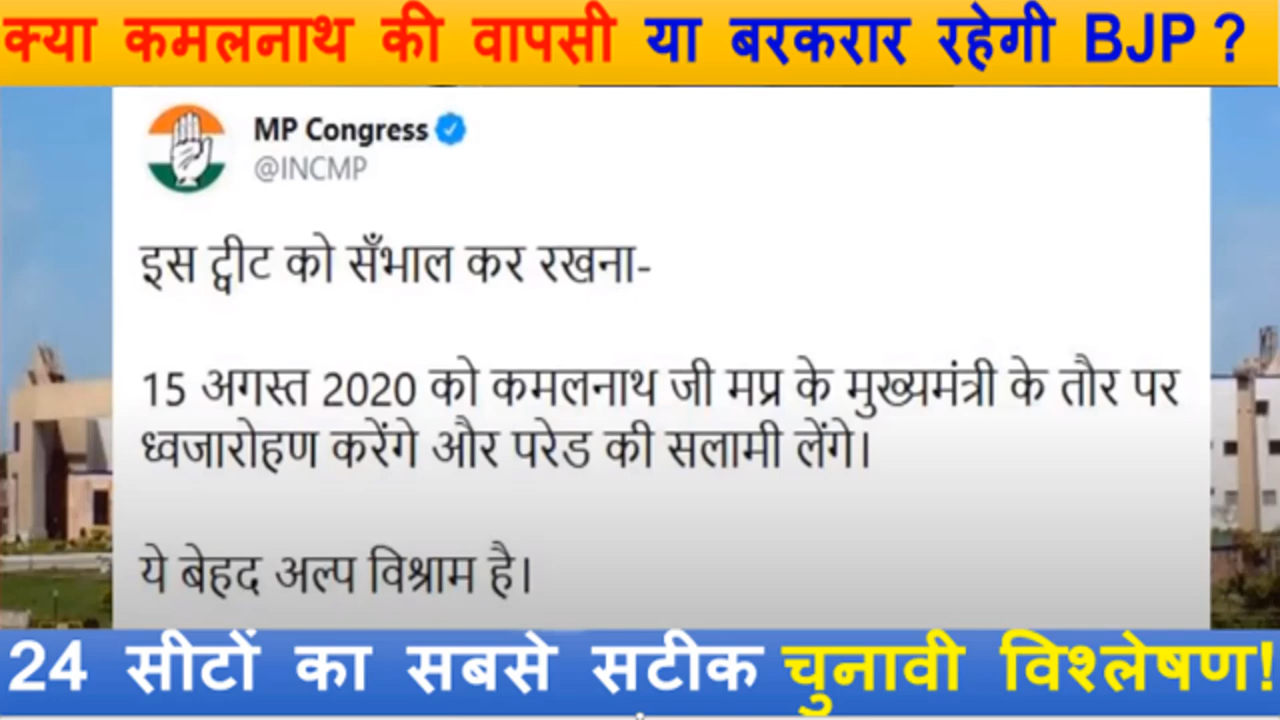 क्या कमलनाथ की वापसी या बरकरार रहेगी BJP ?
MP Congress
@INCMP
इस ट्वीट को सँभाल कर रखना-
15 अगस्त 2020 को कमलनाथ जी मप्र के मुख्यमंत्री के तौर पर
ध्वजारोहण करेंगे और परेड की सलामी लेंगे।
ये बेहद अल्प विश्राम है।
24 सीटों का सबसे सटीक चुनावी विश्लेषण!